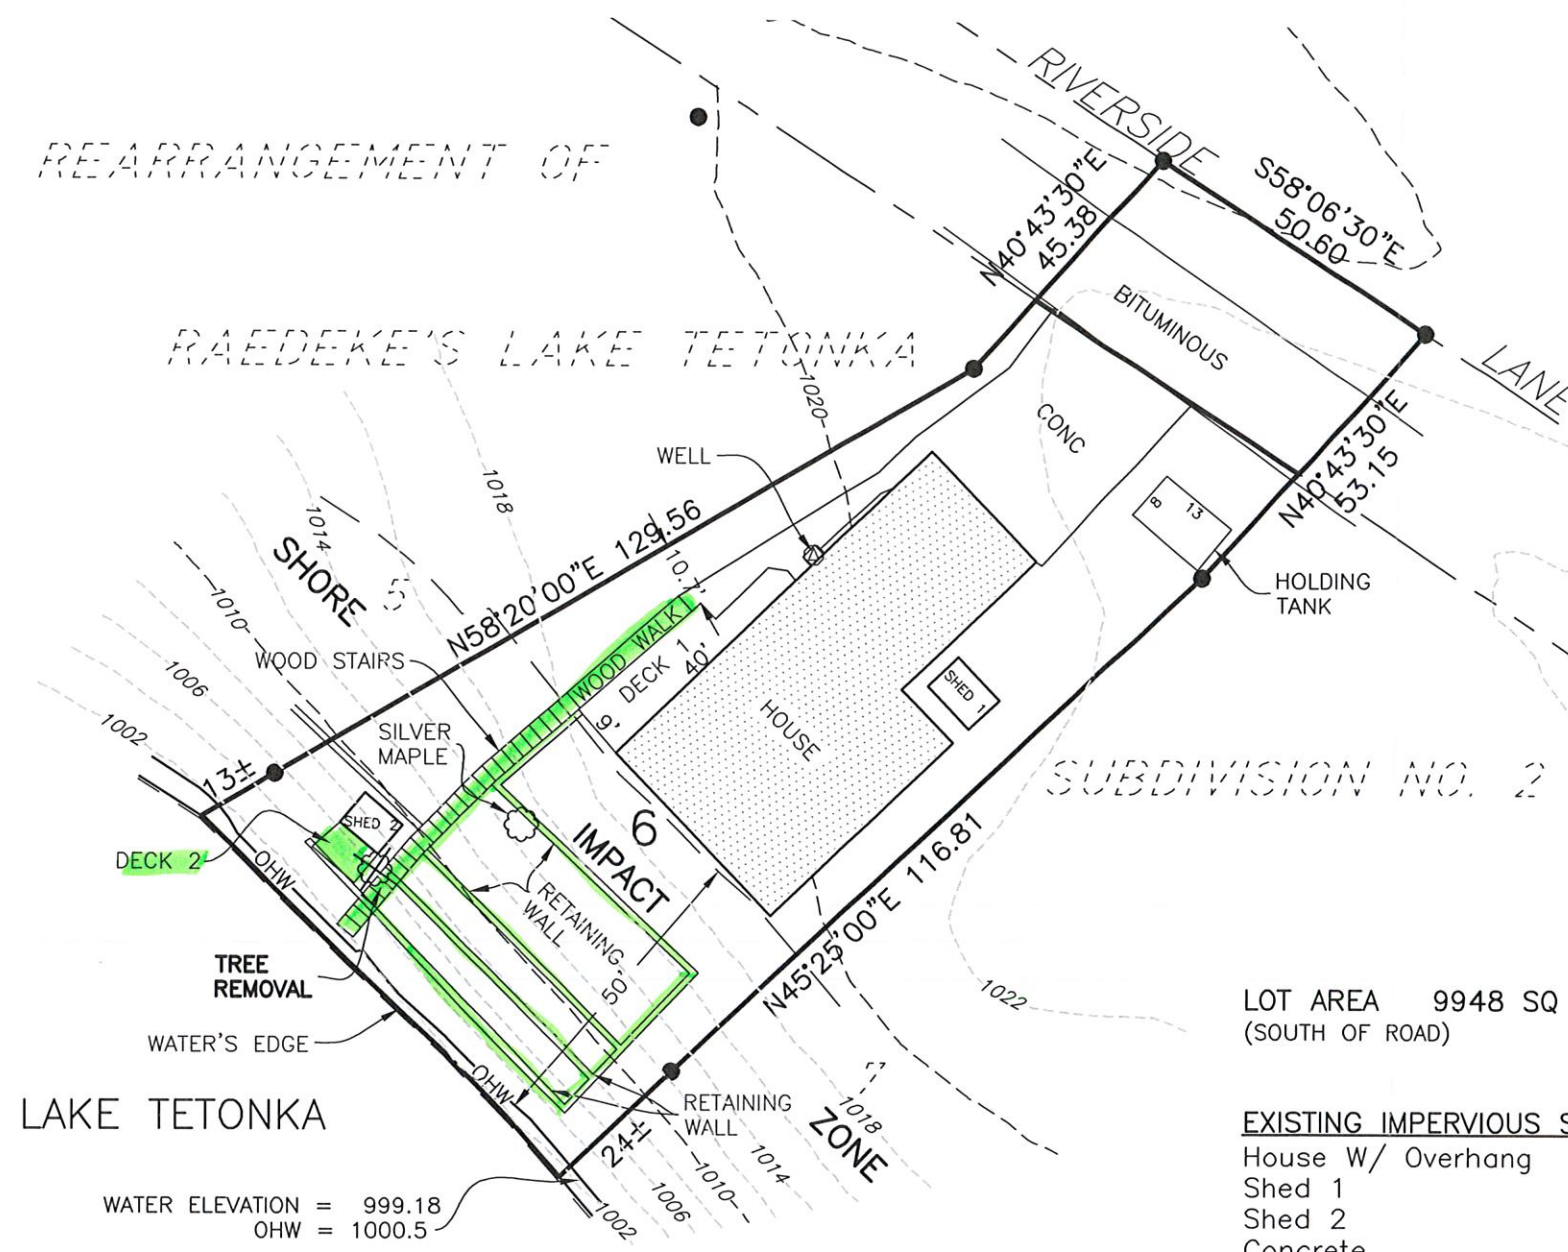 REARRANGEMENT OF
RIVERSIDE
LANE
S58°06'30"E
50.60
N40°43'30"E
45.38
BITUMINOUS
RAEDEKE'S LAKE TETONKA
1020
CONC
N40°43'30"E
53.15
WELL
8
13
HOLDING
TANK
1018
1014
SHORE
5
N58°20'00"E 129.56
1010
WOOD STAIRS
WOOD WALK
DECK 1
40'
9'
SHED 1
HOUSE
1006
1002
SILVER
MAPLE
13±
SHED 2
DECK 2
6
IMPACT
SUBDIVISION NO. 2
OHW
RETAINING
WALL
50'
N45°25'00"E 116.81
TREE
REMOVAL
WATER'S EDGE
1022
LOT AREA 9948 SQ
(SOUTH OF ROAD)
OHW
LAKE TETONKA
RETAINING
WALL
24±
7
1018
ZONE
1014
1010
1006
1002
WATER ELEVATION = 999.18
OHW = 1000.5
EXISTING IMPERVIOUS S
House W/ Overhang
Shed 1
Shed 2
Concrete